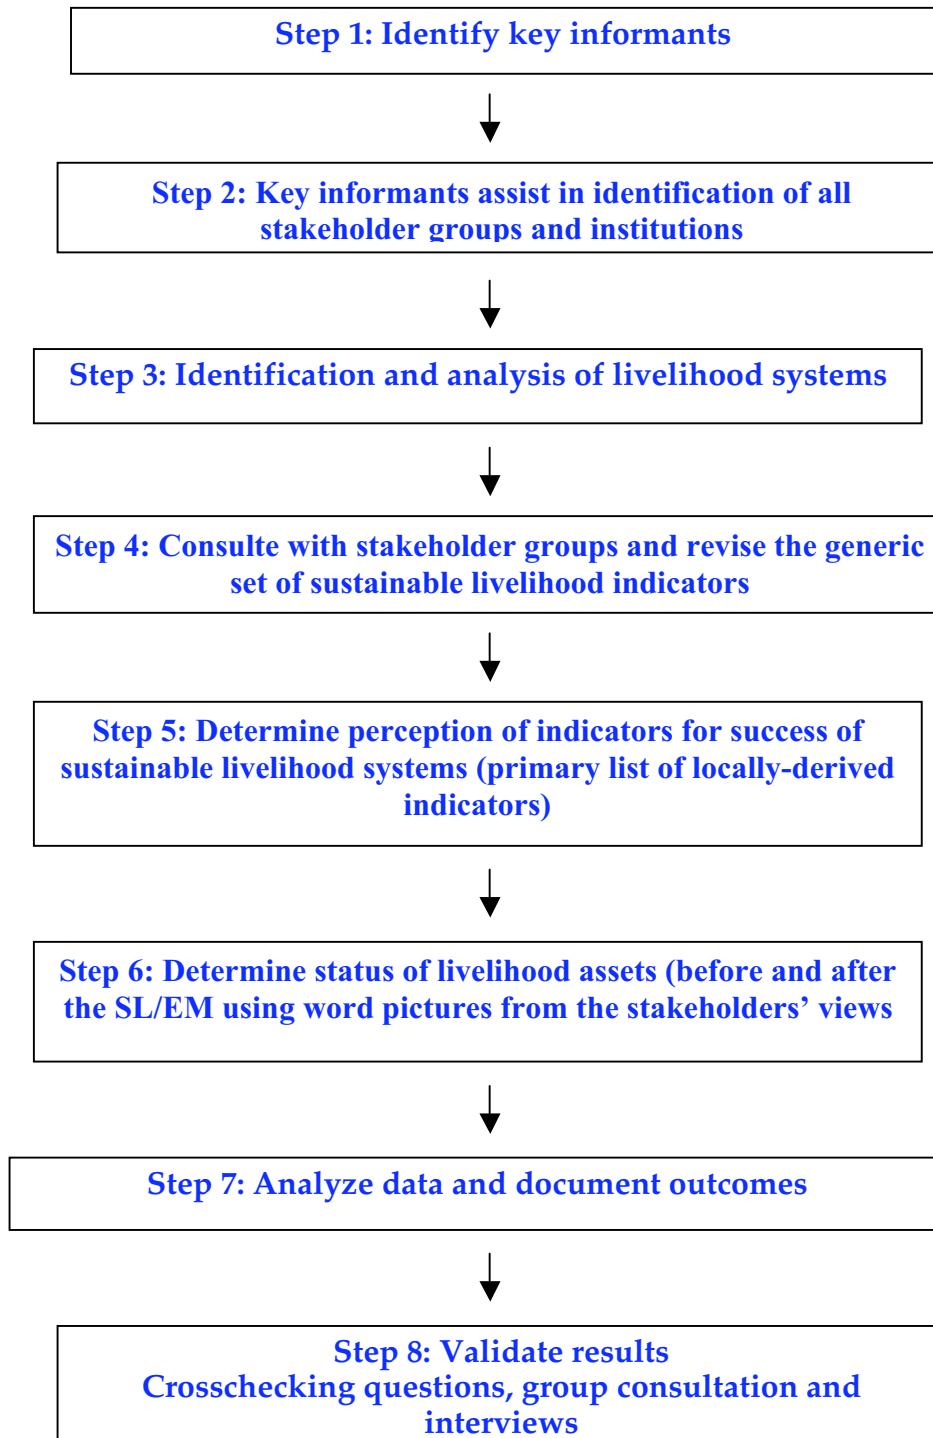 Step 1: Identify key informants
Step 2: Key informants assist in identification of all
stakeholder groups and institutions
Step 3: Identification and analysis of livelihood systems
Step 4: Consulte with stakeholder groups and revise the generic
set of sustainable livelihood indicators
Step 5: Determine perception of indicators for success of
sustainable livelihood systems (primary list of locally-derived
indicators)
Step 6: Determine status of livelihood assets (before and after
the SL/EM using word pictures from the stakeholders’ views
Step 7: Analyze data and document outcomes
Step 8: Validate results
Crosschecking questions, group consultation and
interviews